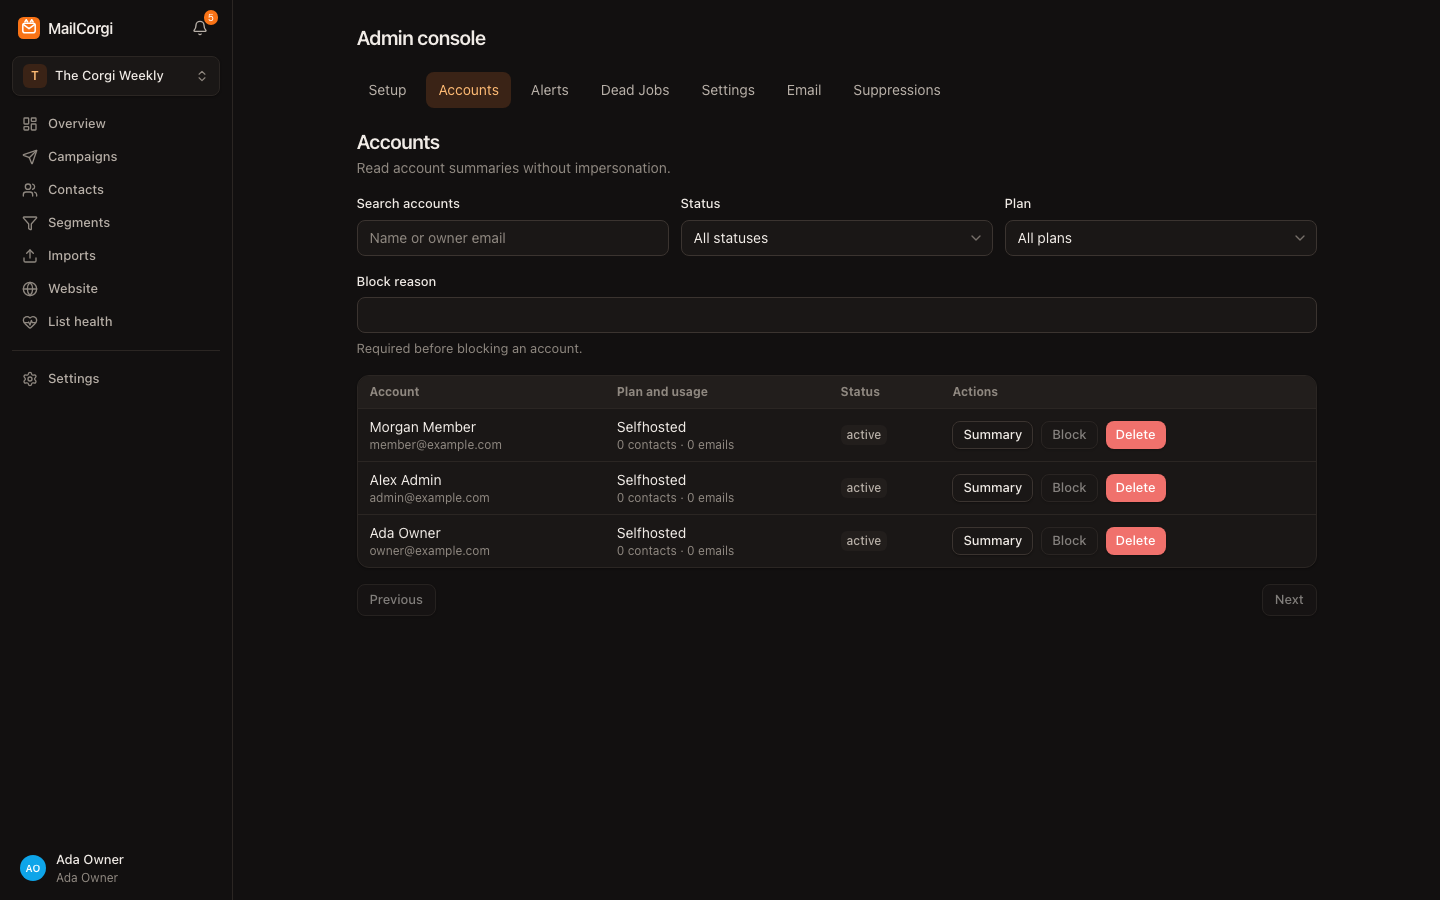 MailCorgi
5
T
The Corgi Weekly
Overview
Campaigns
Contacts
Segments
Imports
Website
List health
Settings
AO
Ada Owner
Ada Owner
Admin console
Setup Accounts Alerts Dead Jobs Settings Email Suppressions
Accounts
Read account summaries without impersonation.
Search accounts Status Plan
Name or owner email All statuses All plans
Block reason
Required before blocking an account.
Account Plan and usage Status Actions
Morgan Member Selfhosted
member@example.com 0 contacts · 0 emails active Summary Block Delete
Alex Admin Selfhosted
admin@example.com 0 contacts · 0 emails active Summary Block Delete
Ada Owner Selfhosted
owner@example.com 0 contacts · 0 emails active Summary Block Delete
Previous Next